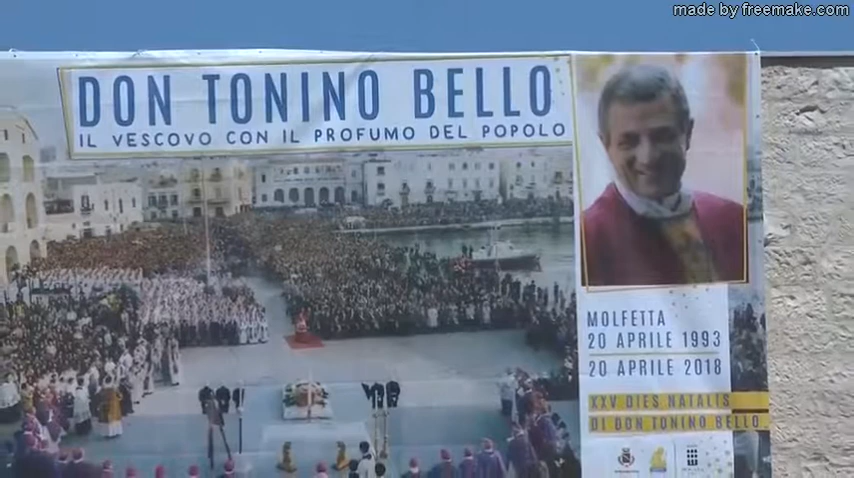 made by freemake.com
DON TONINO BELLO
IL VESCOVO CON IL PROFUMO DEL POPOLO
MOLFETTA
20 APRILE 1993
20 APRILE 2018
XXV DIES NATALIS
DI DON TONINO BELLO